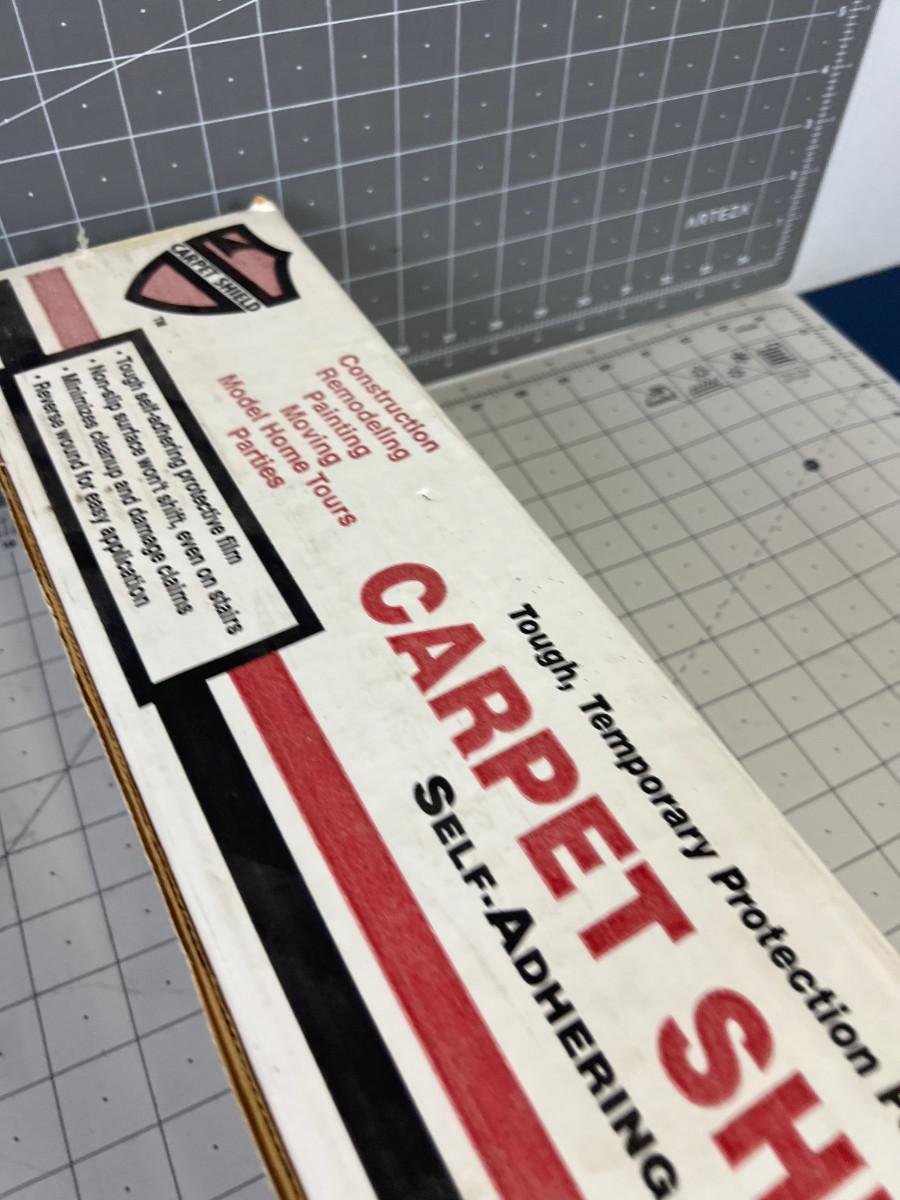 ARTEZA
CARPET SHIELD
TM
Construction
Remodeling
Painting
Moving
Model Home Tours
Parties
• Tough self-adhering protective film
• Non-slip surface won't shift, even on stairs
• Minimizes cleanup and damage claims
• Reverse wound for easy application
Tough, Temporary Protection
CARPET SHI
SELF-ADHERING